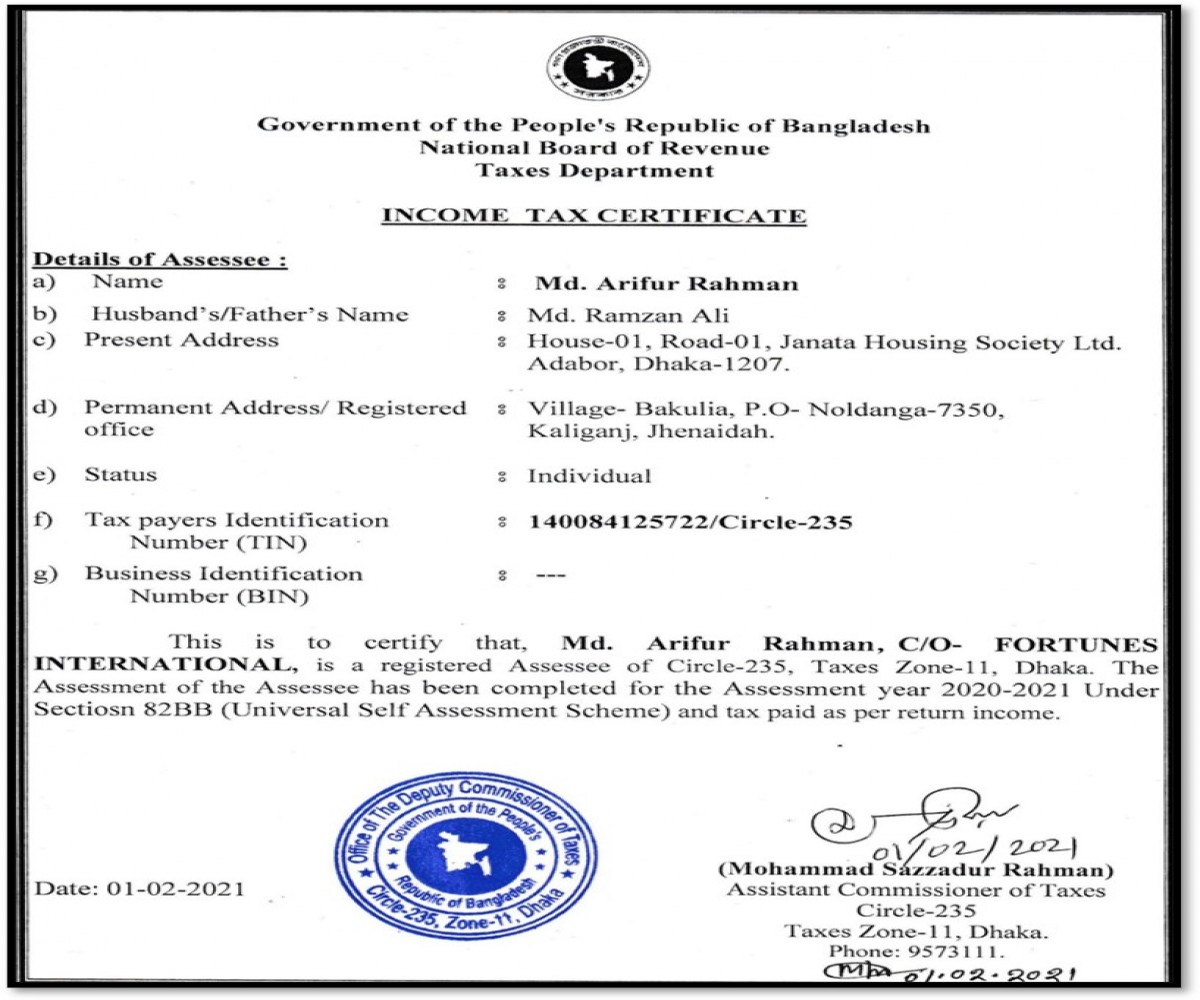 গণপ্রজাতন্ত্রী বাংলাদেশ
সরকার
Government of the People's Republic of Bangladesh
National Board of Revenue
Taxes Department
INCOME TAX CERTIFICATE
Details of Assessee :
a) Name : Md. Arifur Rahman
b) Husband's/Father's Name : Md. Ramzan Ali
c) Present Address : House-01, Road-01, Janata Housing Society Ltd.
Adabor, Dhaka-1207.
d) Permanent Address/ Registered : Village- Bakulia, P.O- Noldanga-7350,
office Kaliganj, Jhenaidah.
e) Status : Individual
f) Tax payers Identification : 140084125722/Circle-235
Number (TIN)
g) Business Identification : ---
Number (BIN)
This is to certify that, Md. Arifur Rahman, C/O- FORTUNES
INTERNATIONAL, is a registered Assessee of Circle-235, Taxes Zone-11, Dhaka. The
Assessment of the Assessee has been completed for the Assessment year 2020-2021 Under
Sectiosn 82BB (Universal Self Assessment Scheme) and tax paid as per return income.
Office of The Deputy Commissioner of Taxes
Government of the People's
Republic of Bangladesh
Circle-235, Zone-11, Dhaka
01/02/2021
(Mohammad Sazzadur Rahman)
Date: 01-02-2021
Assistant Commissioner of Taxes
Circle-235
Taxes Zone-11, Dhaka.
Phone: 9573111.
01.02.2021